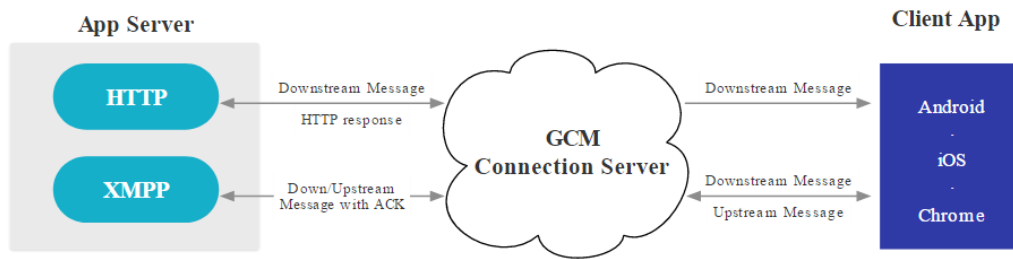 App Server
HTTP
XMPP
Downstream Message
HTTP response
Down/Upstream
Message with ACK
GCM
Connection Server
Downstream Message
Downstream Message
Upstream Message
Client App
Android
.
iOS
.
Chrome